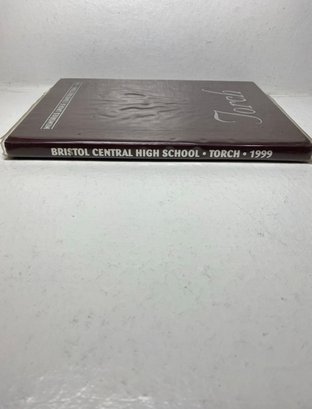 Torch
BRISTOL CENTRAL HIGH SCHOOL • TORCH • 1999